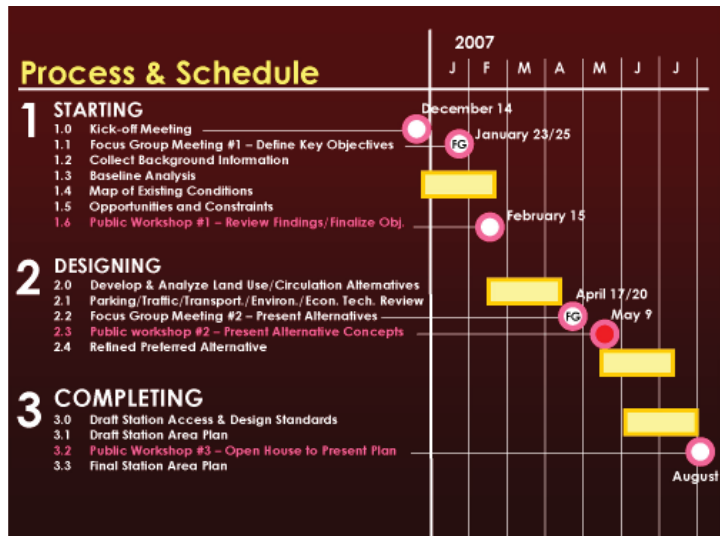 2007
Process & Schedule
J F M A M J J
1 STARTING
December 14
1.0 Kick-off Meeting
1.1 Focus Group Meeting #1 – Define Key Objectives
FG January 23/25
1.2 Collect Background Information
1.3 Baseline Analysis
1.4 Map of Existing Conditions
1.5 Opportunities and Constraints
1.6 Public Workshop #1 – Review Findings/Finalize Obj.
February 15
2 DESIGNING
2.0 Develop & Analyze Land Use/Circulation Alternatives
2.1 Parking/Traffic/Transport./Environ./Econ. Tech. Review
April 17/20
2.2 Focus Group Meeting #2 – Present Alternatives
FG May 9
2.3 Public workshop #2 – Present Alternative Concepts
2.4 Refined Preferred Alternative
3 COMPLETING
3.0 Draft Station Access & Design Standards
3.1 Draft Station Area Plan
3.2 Public Workshop #3 – Open House to Present Plan
3.3 Final Station Area Plan
August